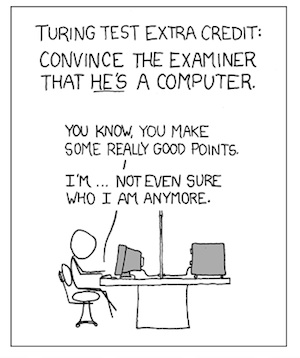 TURING TEST EXTRA CREDIT:
CONVINCE THE EXAMINER
THAT HE'S A COMPUTER.
YOU KNOW, YOU MAKE
SOME REALLY GOOD POINTS.
I'M ... NOT EVEN SURE
WHO I AM ANYMORE.